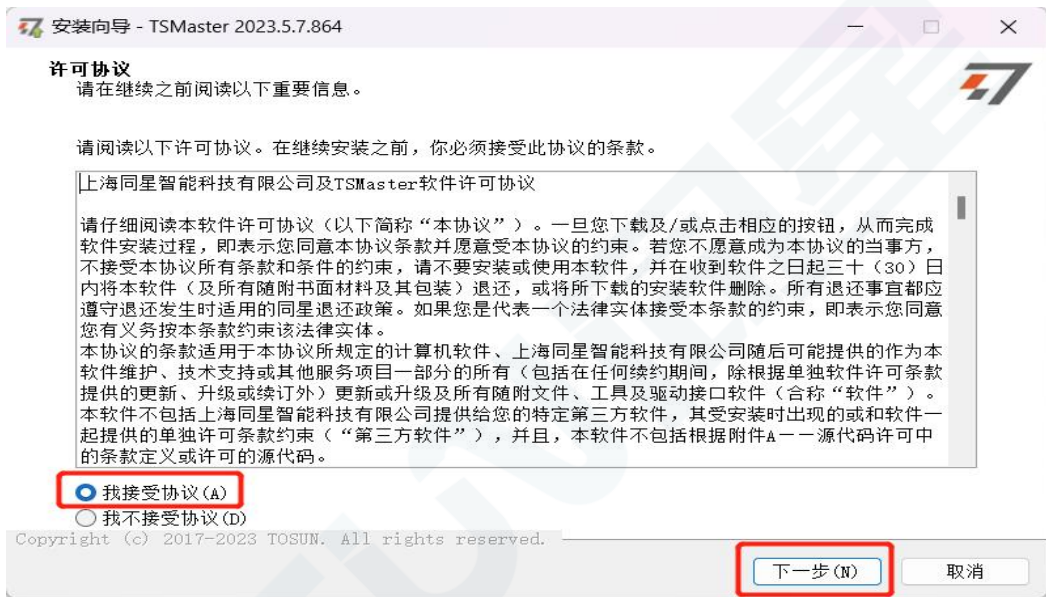 安装向导 - TSMaster 2023.5.7.864
许可协议
请在继续之前阅读以下重要信息。
请阅读以下许可协议。在继续安装之前，你必须接受此协议的条款。
上海同星智能科技有限公司及TSMaster软件许可协议
请仔细阅读本软件许可协议（以下简称“本协议”）。一旦您下载及/或点击相应的按钮，从而完成
软件安装过程，即表示您同意本协议条款并愿意受本协议的约束。若您不愿意成为本协议的当事方，
不接受本协议所有条款和条件的约束，请不要安装或使用本软件，并在收到软件之日起三十（30）日
内将本软件（及所有随附书面材料及其包装）退还，或将所下载的安装软件删除。所有退还事宜都应
遵守退还发生时适用的同星退还政策。如果您是代表一个法律实体接受本条款的约束，即表示您同意
您有义务按本条款约束该法律实体。
本协议的条款适用于本协议所规定的计算机软件、上海同星智能科技有限公司随后可能提供的作为本
软件维护、技术支持或其他服务项目一部分的所有（包括在任何续约期间，除根据单独软件许可条款
提供的更新、升级或续订外）更新或升级及所有随附文件、工具及驱动接口软件（合称“软件”）。
本软件不包括上海同星智能科技有限公司提供给您的特定第三方软件，其受安装时出现的或和软件一
起提供的单独许可条款约束（“第三方软件”），并且，本软件不包括根据附件A——源代码许可中
的条款定义或许可的源代码。
我接受协议(A)
我不接受协议(D)
Copyright (c) 2017-2023 TOSUN. All rights reserved.
下一步(N)
取消